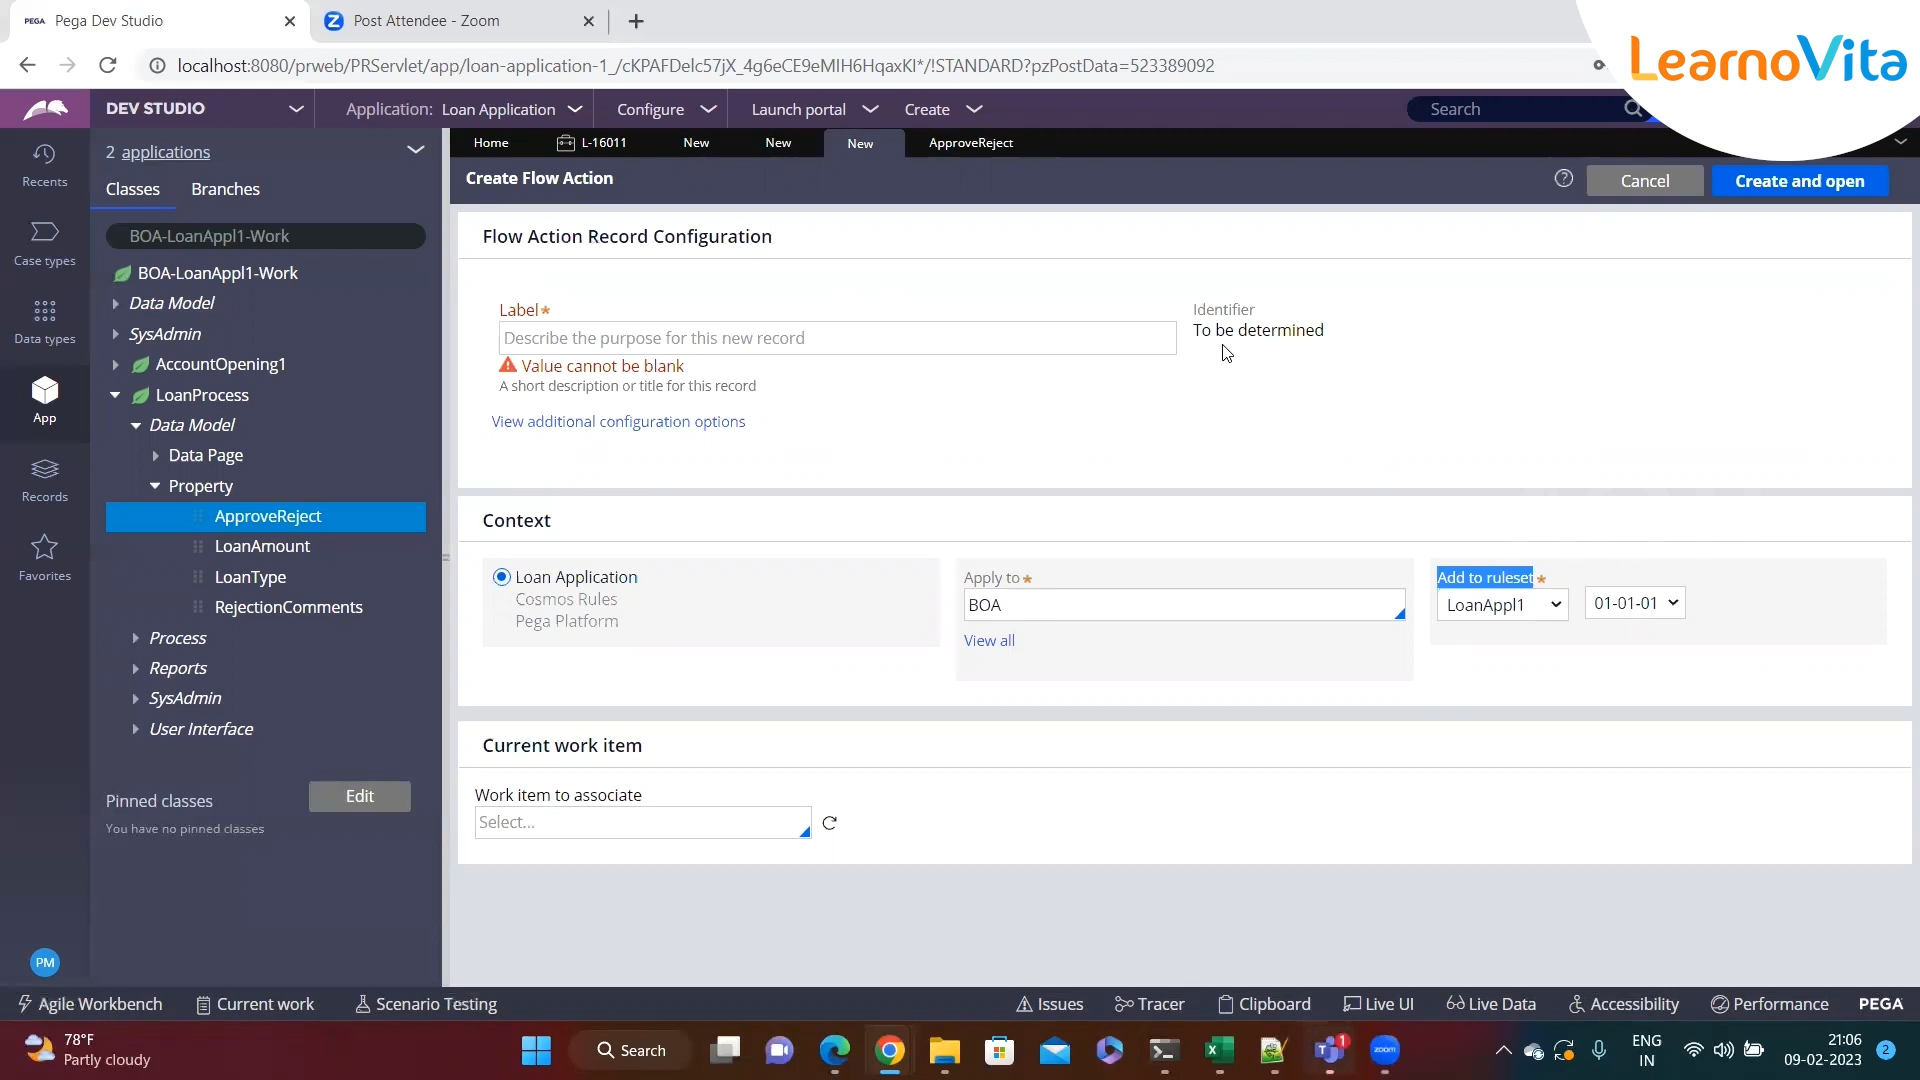 PEGA Pega Dev Studio
Z Post Attendee - Zoom
LearnoVita
localhost:8080/prweb/PRServlet/app/loan-application-1_/cKPAFDelc57jX_4g6eCE9eMIH6HqaxKI*/!STANDARD?pzPostData=523389092
DEV STUDIO
Application: Loan Application
Configure
Launch portal
Create
Search
Recents
Case types
Data types
App
Records
Favorites
PM
2 applications
Classes Branches
BOA-LoanAppl1-Work
BOA-LoanAppl1-Work
Data Model
SysAdmin
AccountOpening1
LoanProcess
Data Model
Data Page
Property
ApproveReject
LoanAmount
LoanType
RejectionComments
Process
Reports
SysAdmin
User Interface
Pinned classes
Edit
You have no pinned classes
Home L-16011 New New New ApproveReject
Create Flow Action
Cancel
Create and open
Flow Action Record Configuration
Label*
Describe the purpose for this new record
Value cannot be blank
A short description or title for this record
Identifier
To be determined
View additional configuration options
Context
Loan Application
Cosmos Rules
Pega Platform
Apply to *
BOA
View all
Add to ruleset *
LoanAppl1
01-01-01
Current work item
Work item to associate
Select...
Agile Workbench
Current work
Scenario Testing
Issues
Tracer
Clipboard
Live UI
Live Data
Accessibility
Performance
PEGA
78°F
Partly cloudy
Search
1
zoom
ENG
IN
21:06
09-02-2023
2